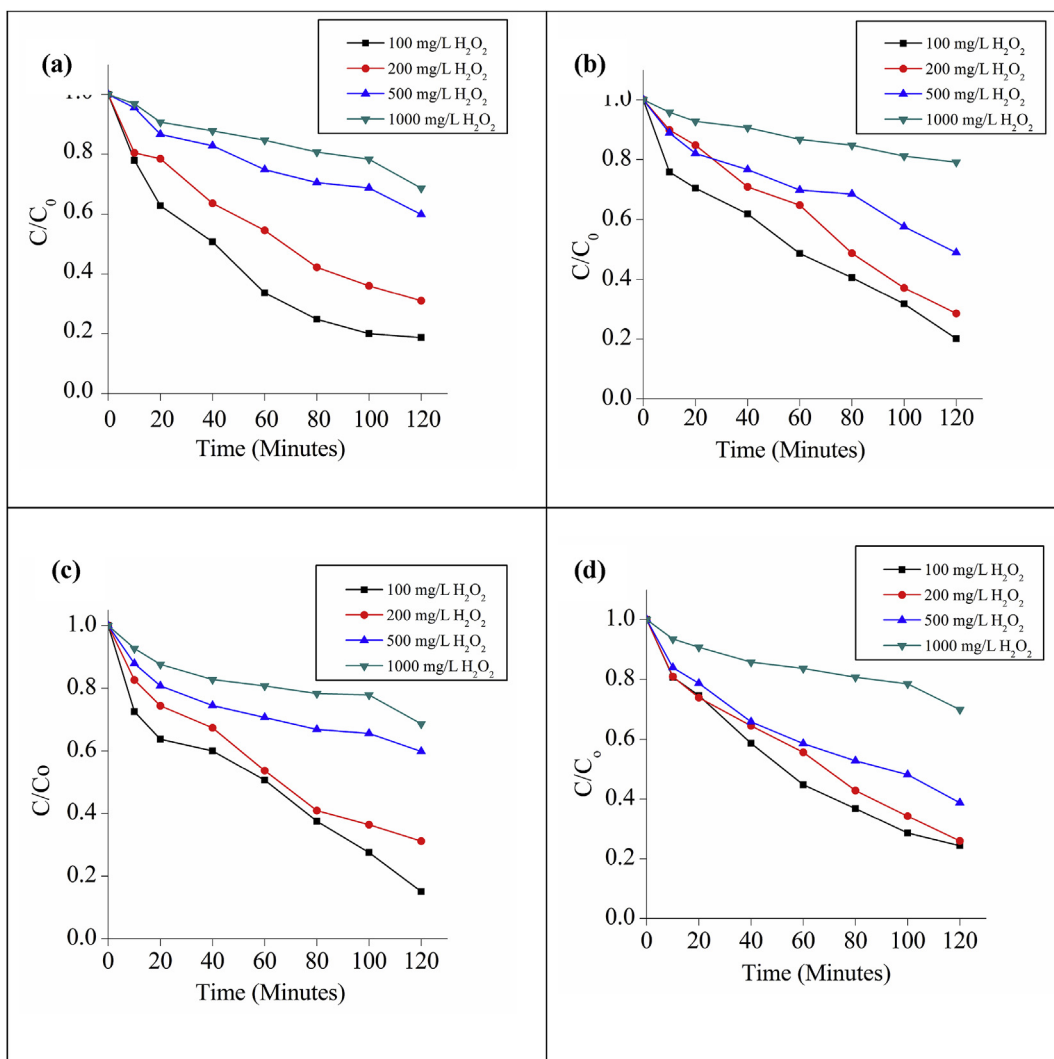 (a)
100 mg/L H₂O₂
200 mg/L H₂O₂
500 mg/L H₂O₂
1000 mg/L H₂O₂
C/C₀
1.0
0.8
0.6
0.4
0.2
0.0
0 20 40 60 80 100 120
Time (Minutes)
(b)
100 mg/L H₂O₂
200 mg/L H₂O₂
500 mg/L H₂O₂
1000 mg/L H₂O₂
C/C₀
1.0
0.8
0.6
0.4
0.2
0.0
0 20 40 60 80 100 120
Time (Minutes)
(c)
100 mg/L H₂O₂
200 mg/L H₂O₂
500 mg/L H₂O₂
1000 mg/L H₂O₂
C/Co
1.0
0.8
0.6
0.4
0.2
0.0
0 20 40 60 80 100 120
Time (Minutes)
(d)
100 mg/L H₂O₂
200 mg/L H₂O₂
500 mg/L H₂O₂
1000 mg/L H₂O₂
C/Cₒ
1.0
0.8
0.6
0.4
0.2
0.0
0 20 40 60 80 100 120
Time (Minutes)